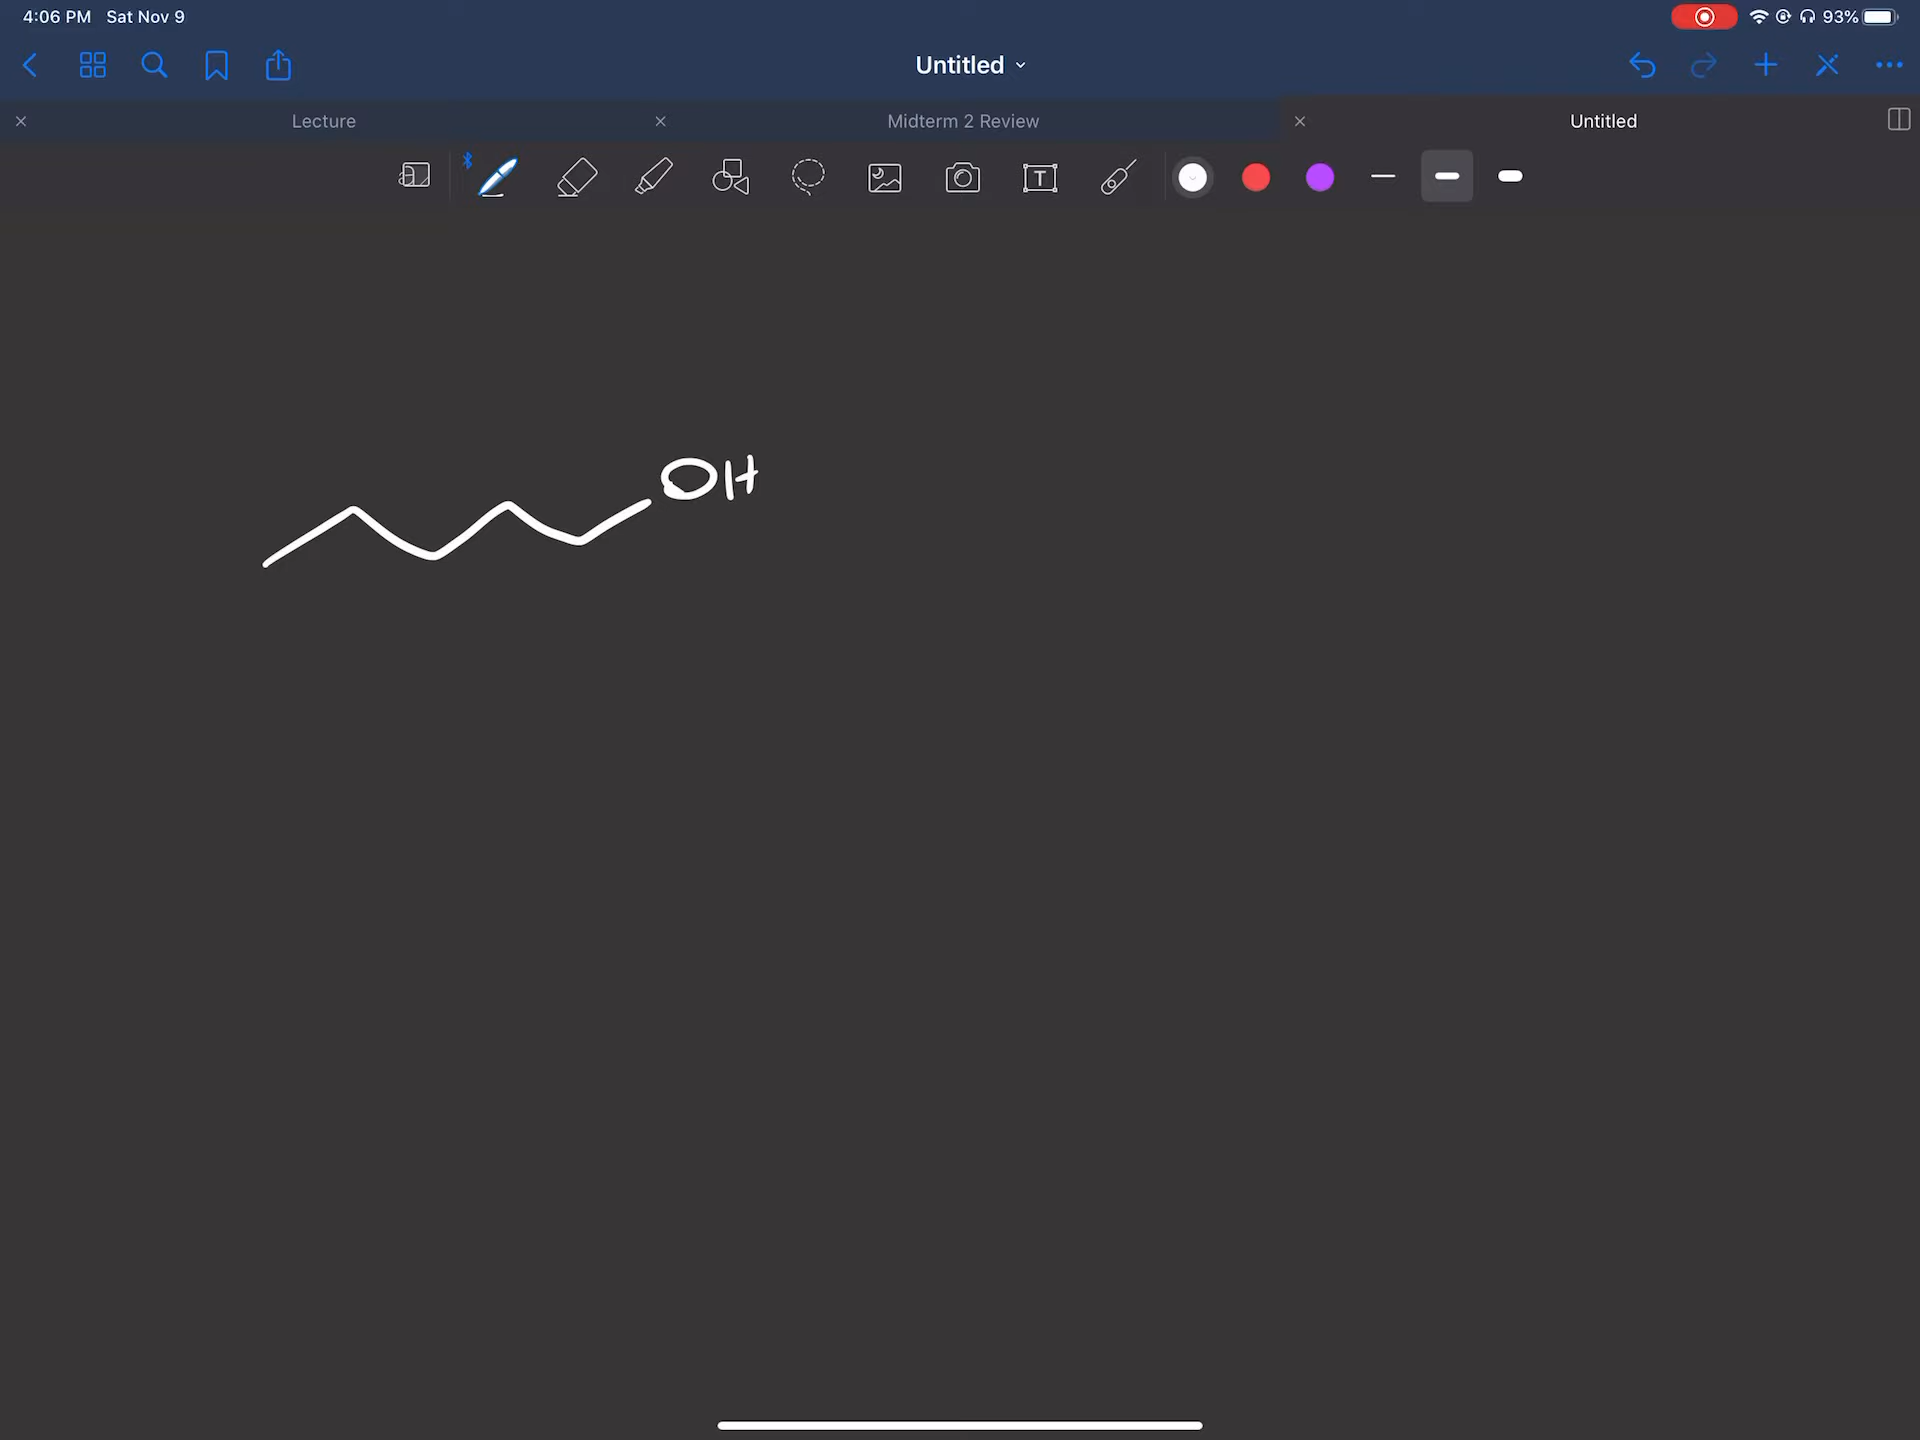 4:06 PM Sat Nov 9
93%
Untitled
Lecture
Midterm 2 Review
Untitled
T
OH